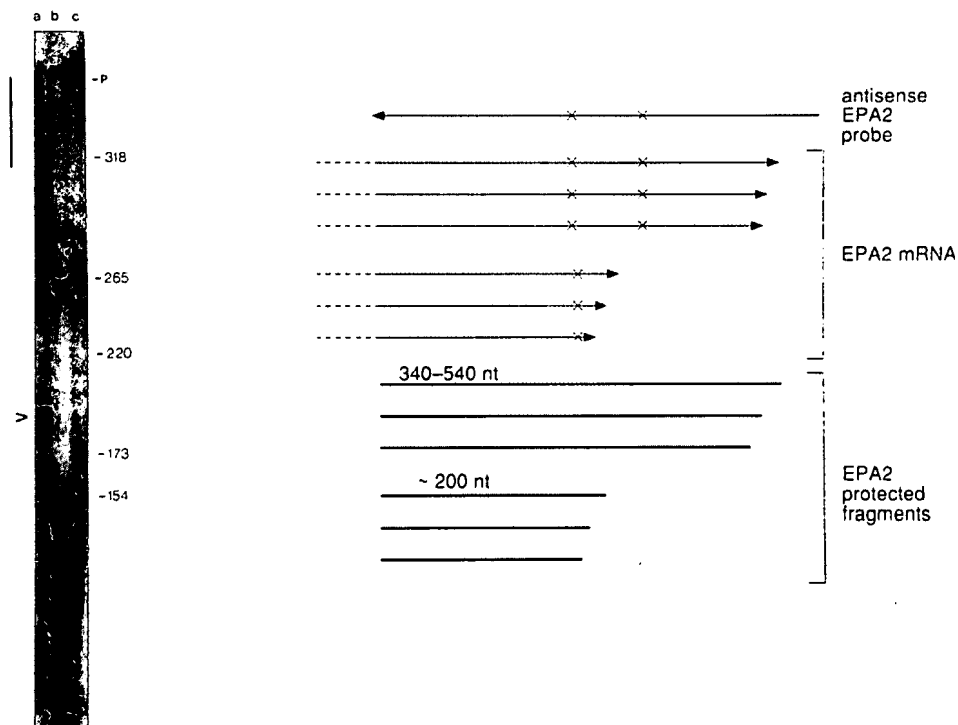 a b c
-P
-318
-265
-220
V
-173
-154
antisense
EPA2
probe
EPA2 mRNA
340–540 nt
~ 200 nt
EPA2
protected
fragments